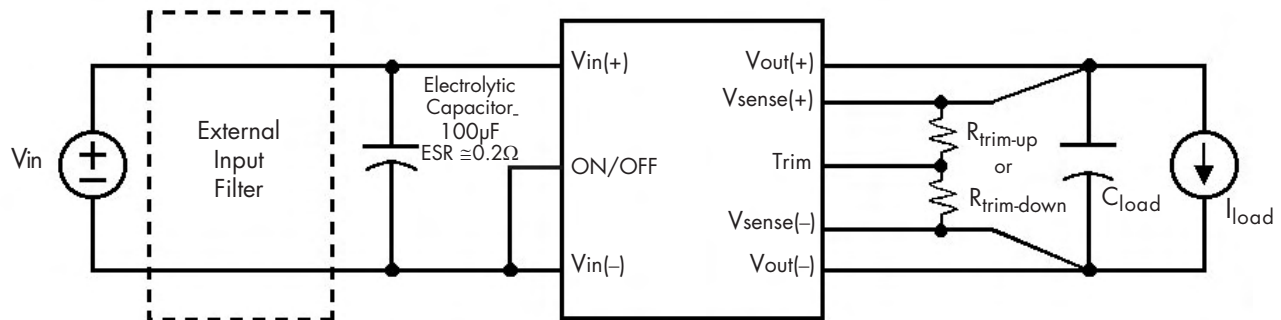 Vin
+
−
External
Input
Filter
Electrolytic
Capacitor
100µF
ESR ≅0.2Ω
Vin(+)
ON/OFF
Vin(−)
Vout(+)
Vsense(+)
Trim
Vsense(−)
Vout(−)
Rtrim-up
or
Rtrim-down
Cload
Iload